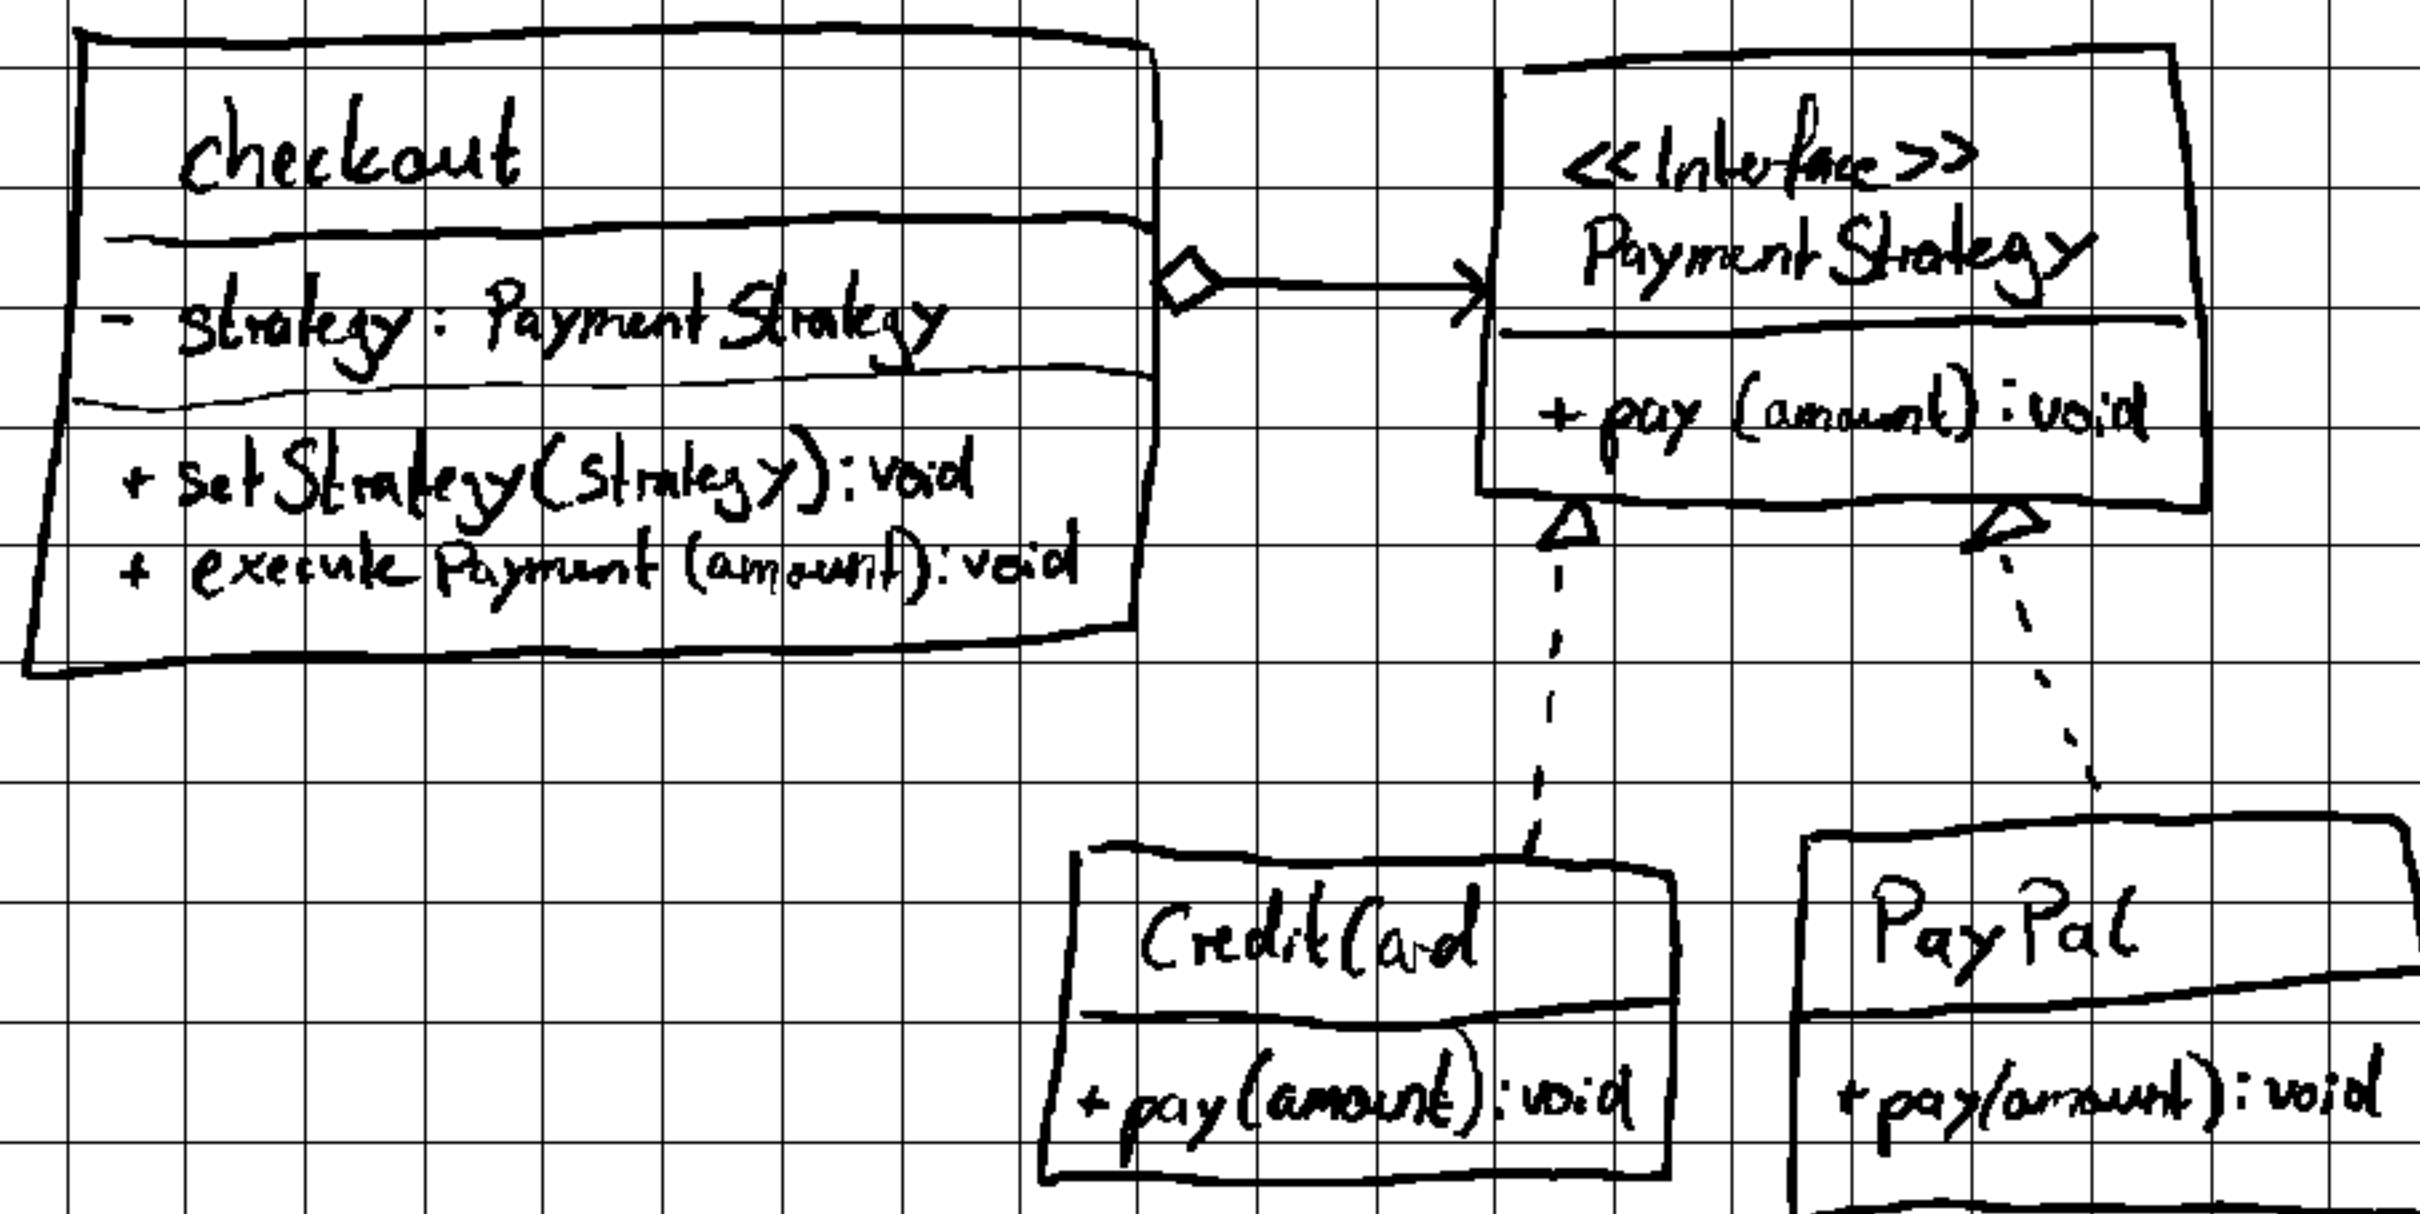 checkout
- strategy: PaymentStrategy
+ setStrategy(strategy): void
+ executePayment (amount): void
<<Interface>>
PaymentStrategy
+ pay (amount): void
CreditCard
+ pay(amount): void
PayPal
+ pay(amount): void